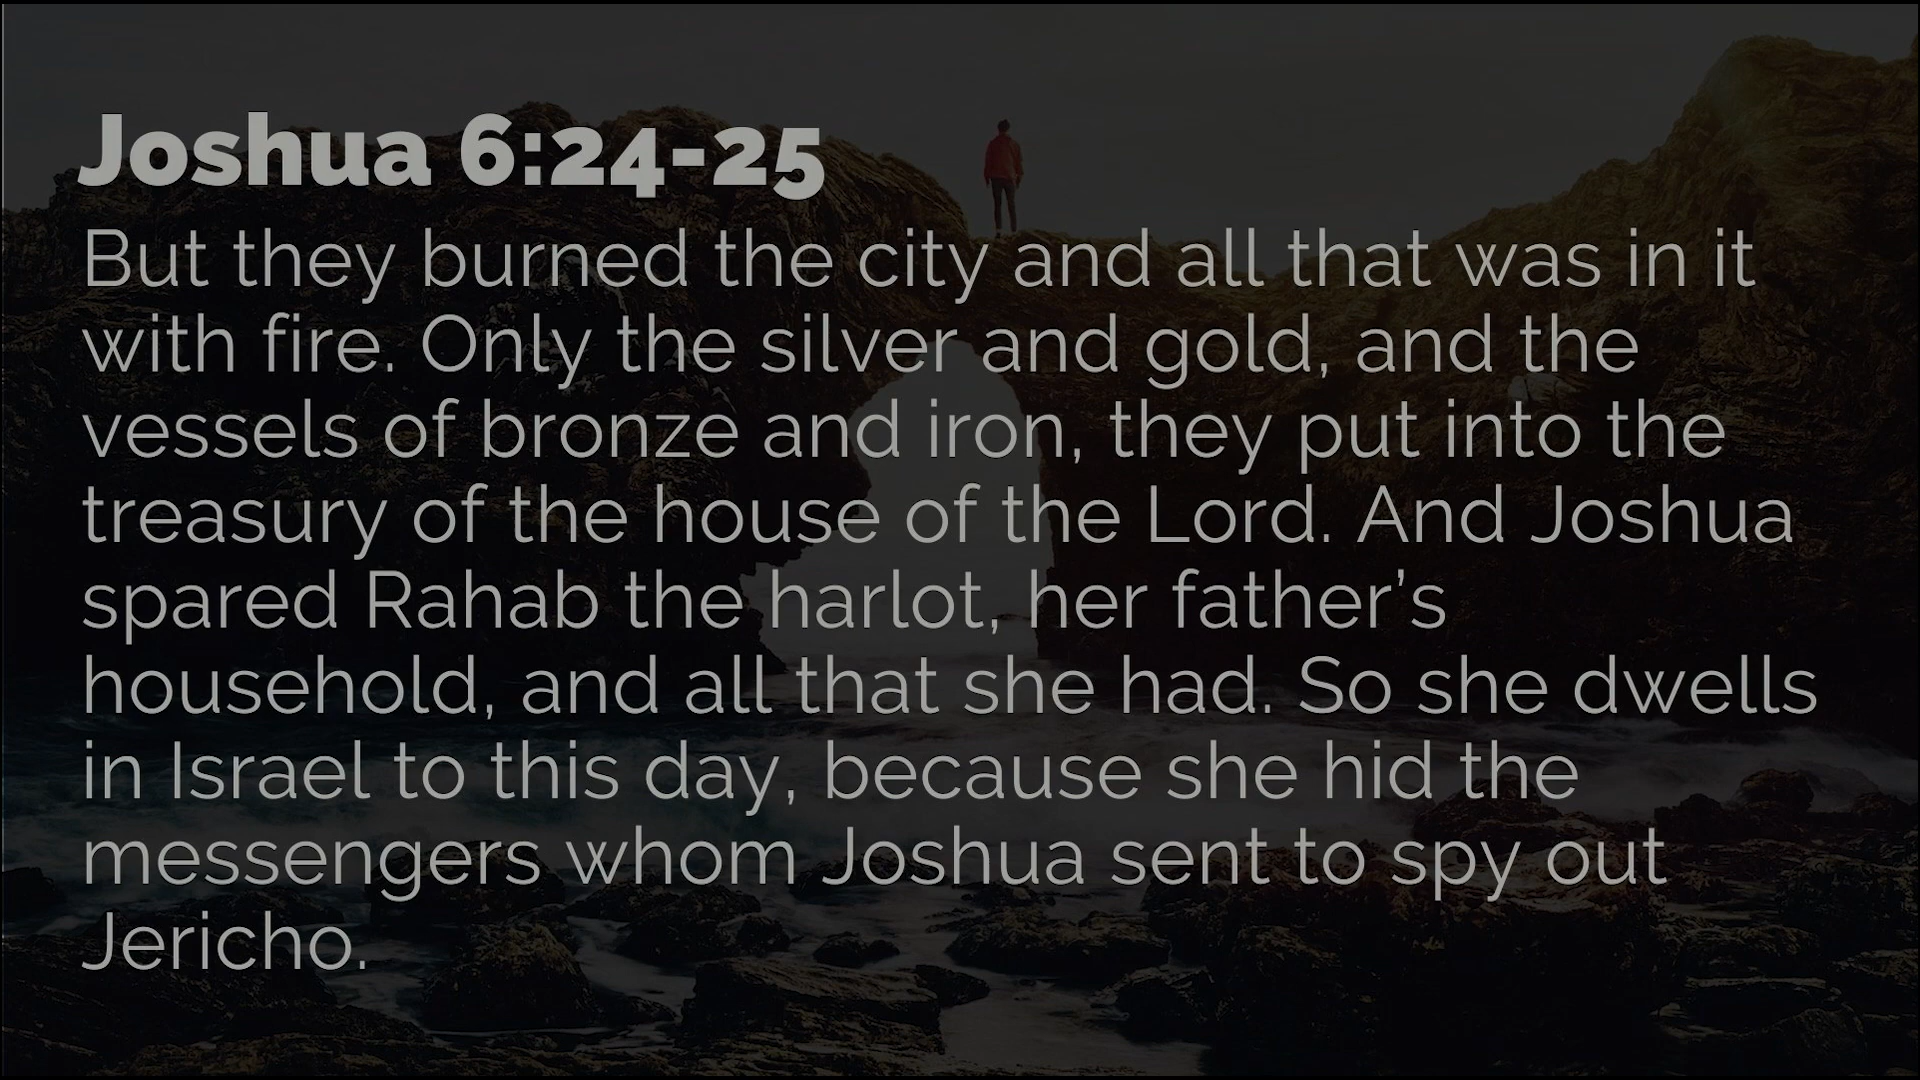 Joshua 6:24-25
But they burned the city and all that was in it
with fire. Only the silver and gold, and the
vessels of bronze and iron, they put into the
treasury of the house of the Lord. And Joshua
spared Rahab the harlot, her father’s
household, and all that she had. So she dwells
in Israel to this day, because she hid the
messengers whom Joshua sent to spy out
Jericho.